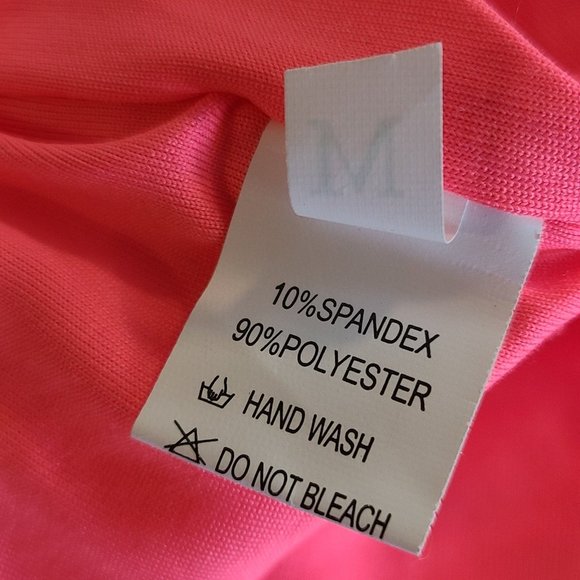 M
10%SPANDEX
90%POLYESTER
HAND WASH
DO NOT BLEACH